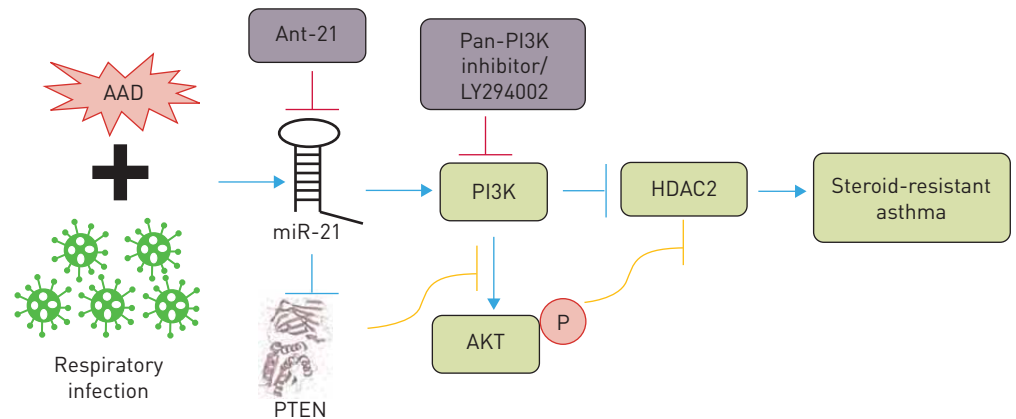 AAD
Respiratory
infection
Ant-21
miR-21
PTEN
Pan-PI3K
inhibitor/
LY294002
PI3K
AKT
P
HDAC2
Steroid-resistant
asthma